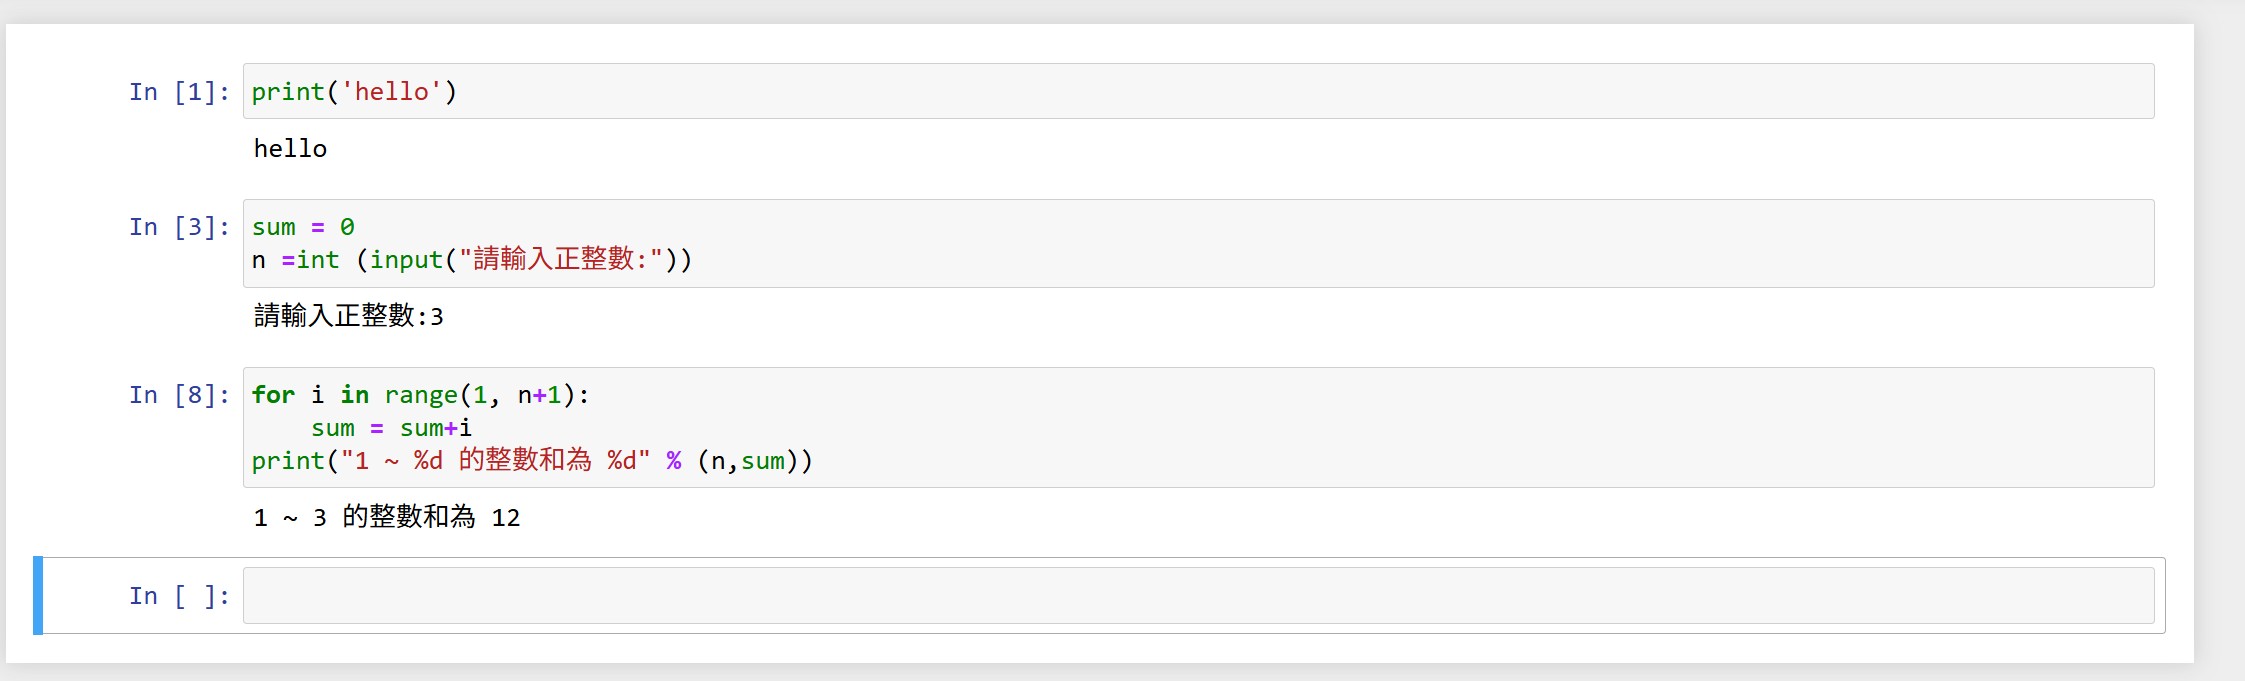 In [1]: print('hello')
hello
In [3]: sum = 0
n =int (input("請輸入正整數:"))
請輸入正整數:3
In [8]: for i in range(1, n+1):
    sum = sum+i
print("1 ~ %d 的整數和為 %d" % (n,sum))
1 ~ 3 的整數和為 12
In [ ]: